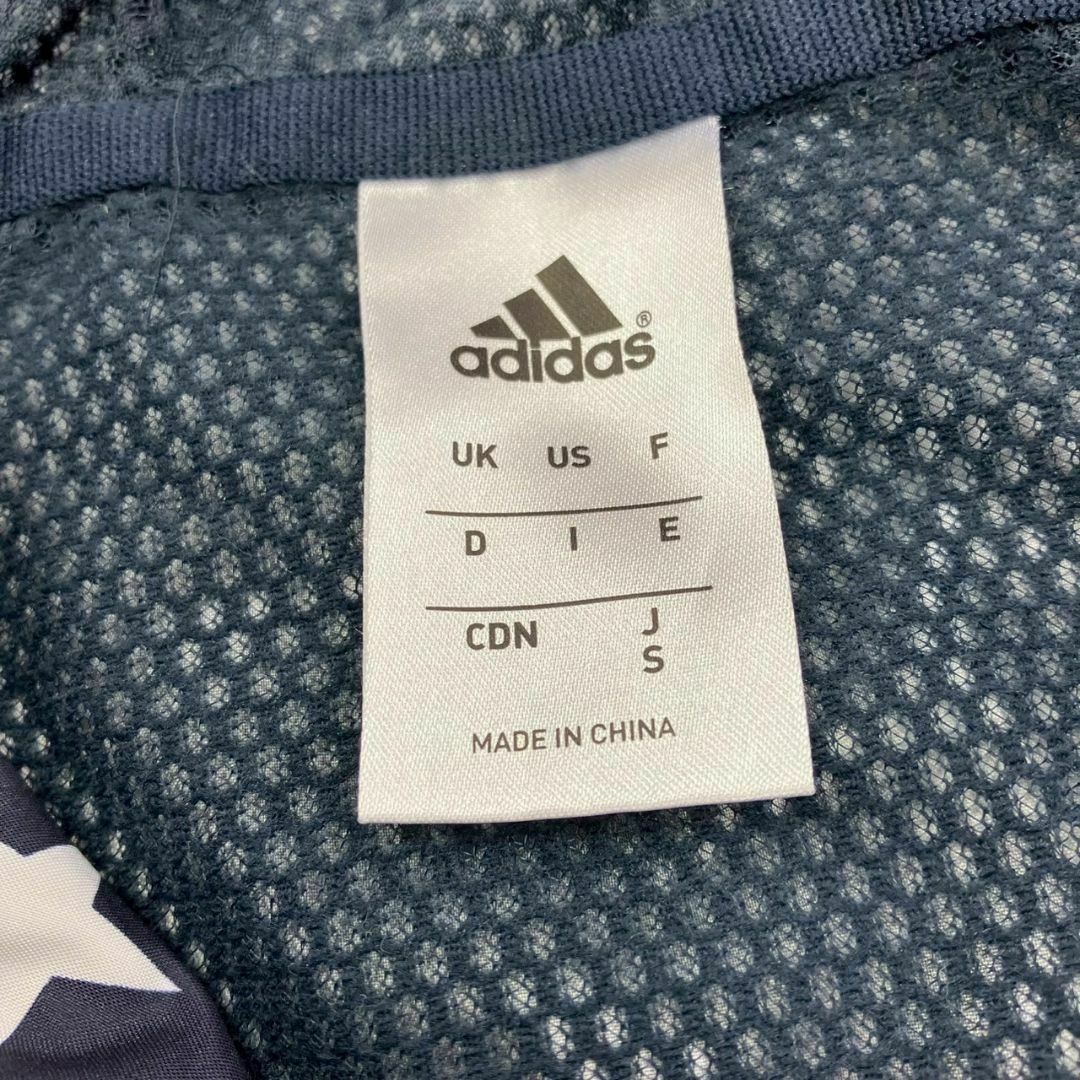 adidas®
UK US F
D I E
CDN J
S
MADE IN CHINA